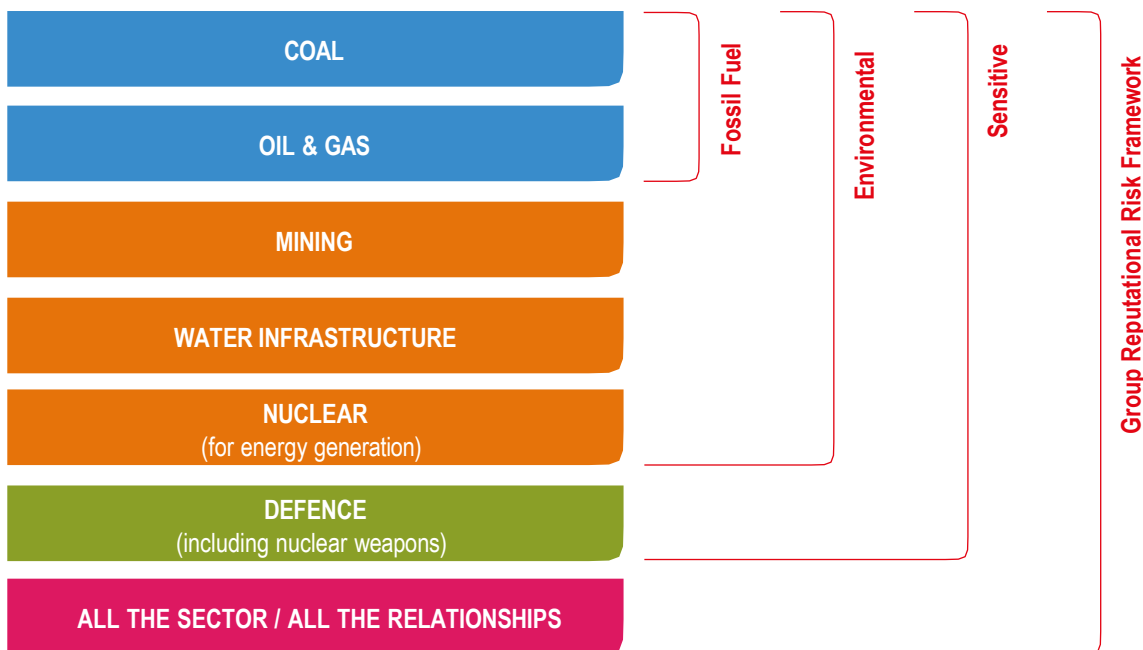 COAL
OIL & GAS
MINING
WATER INFRASTRUCTURE
NUCLEAR
(for energy generation)
DEFENCE
(including nuclear weapons)
ALL THE SECTOR / ALL THE RELATIONSHIPS
Fossil Fuel
Environmental
Sensitive
Group Reputational Risk Framework